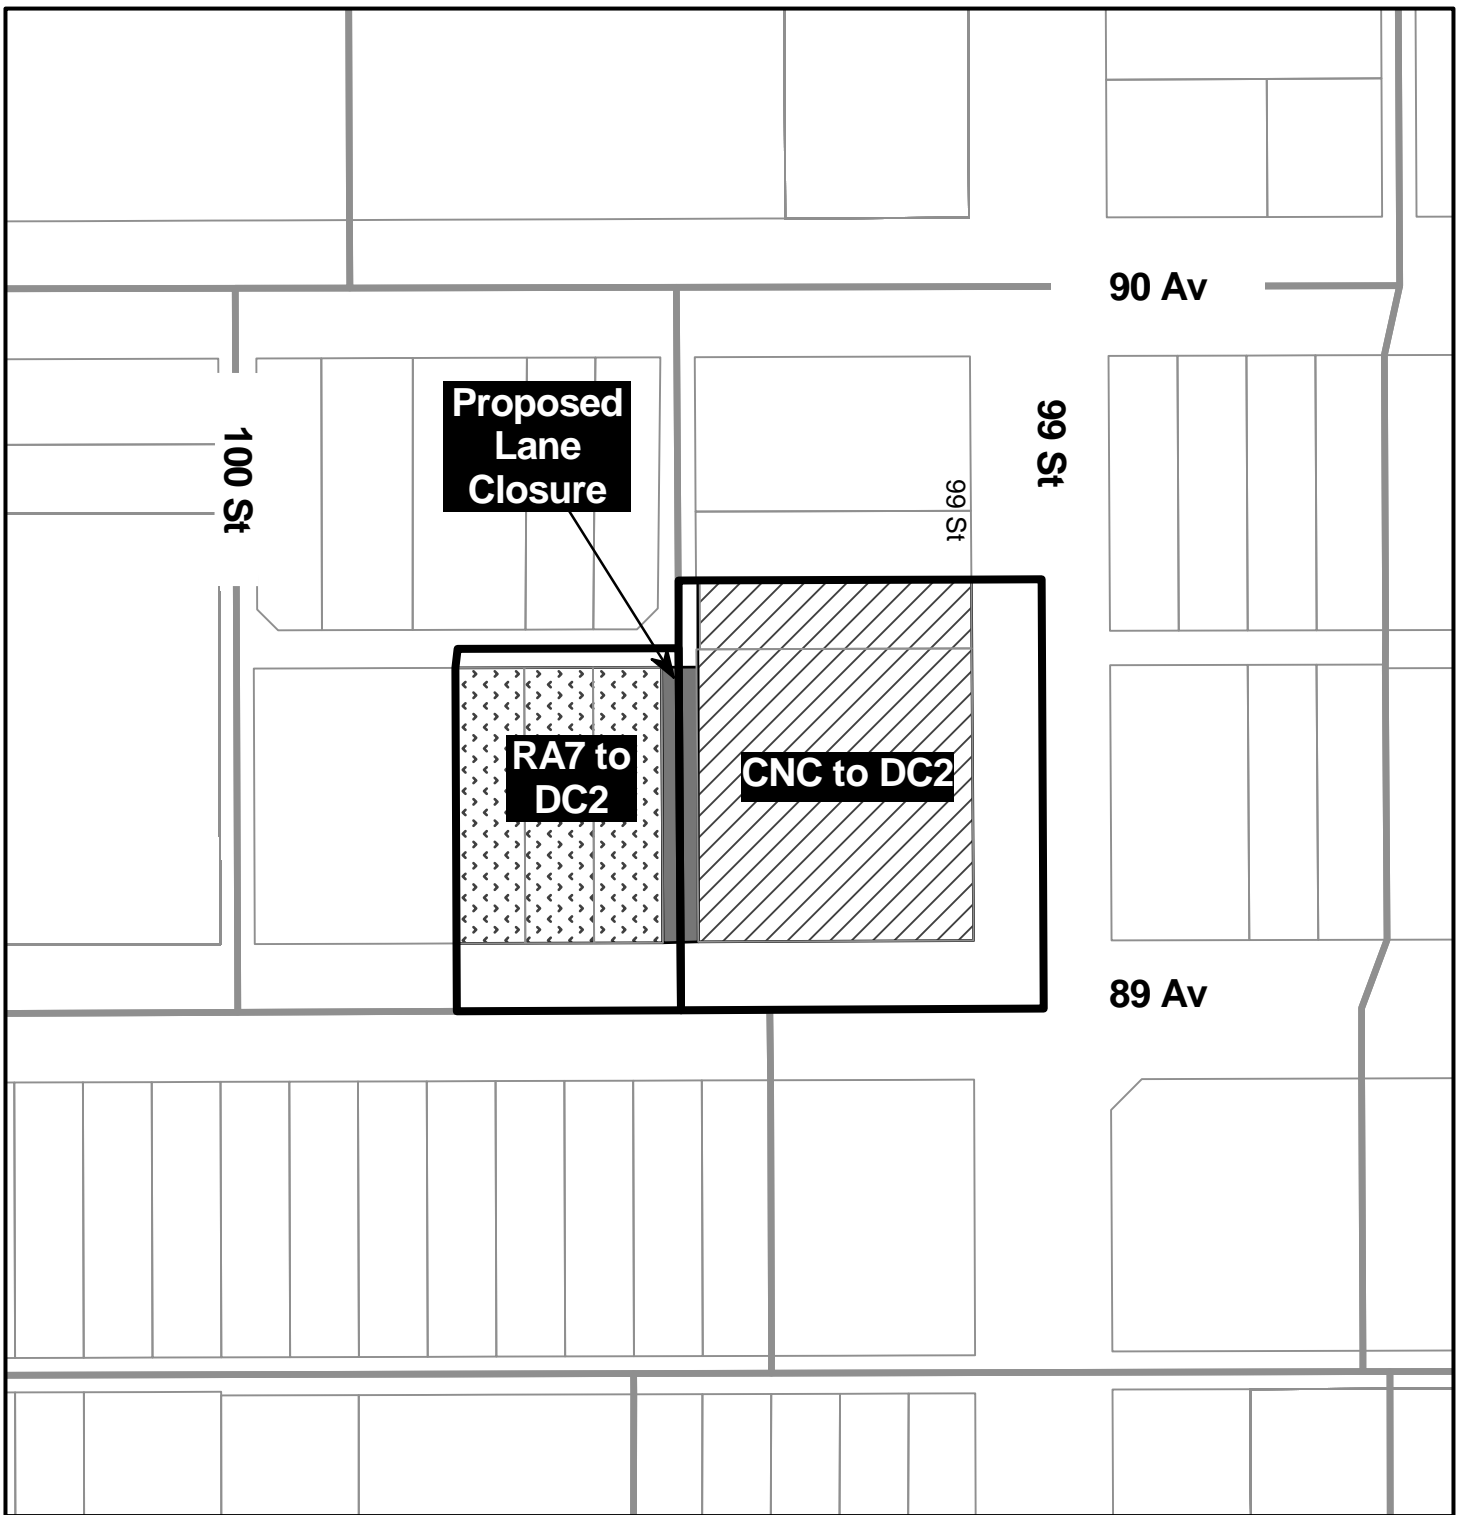 90 Av
Proposed
Lane
Closure
100 St
99 St
99 St
RA7 to
DC2
CNC to DC2
89 Av